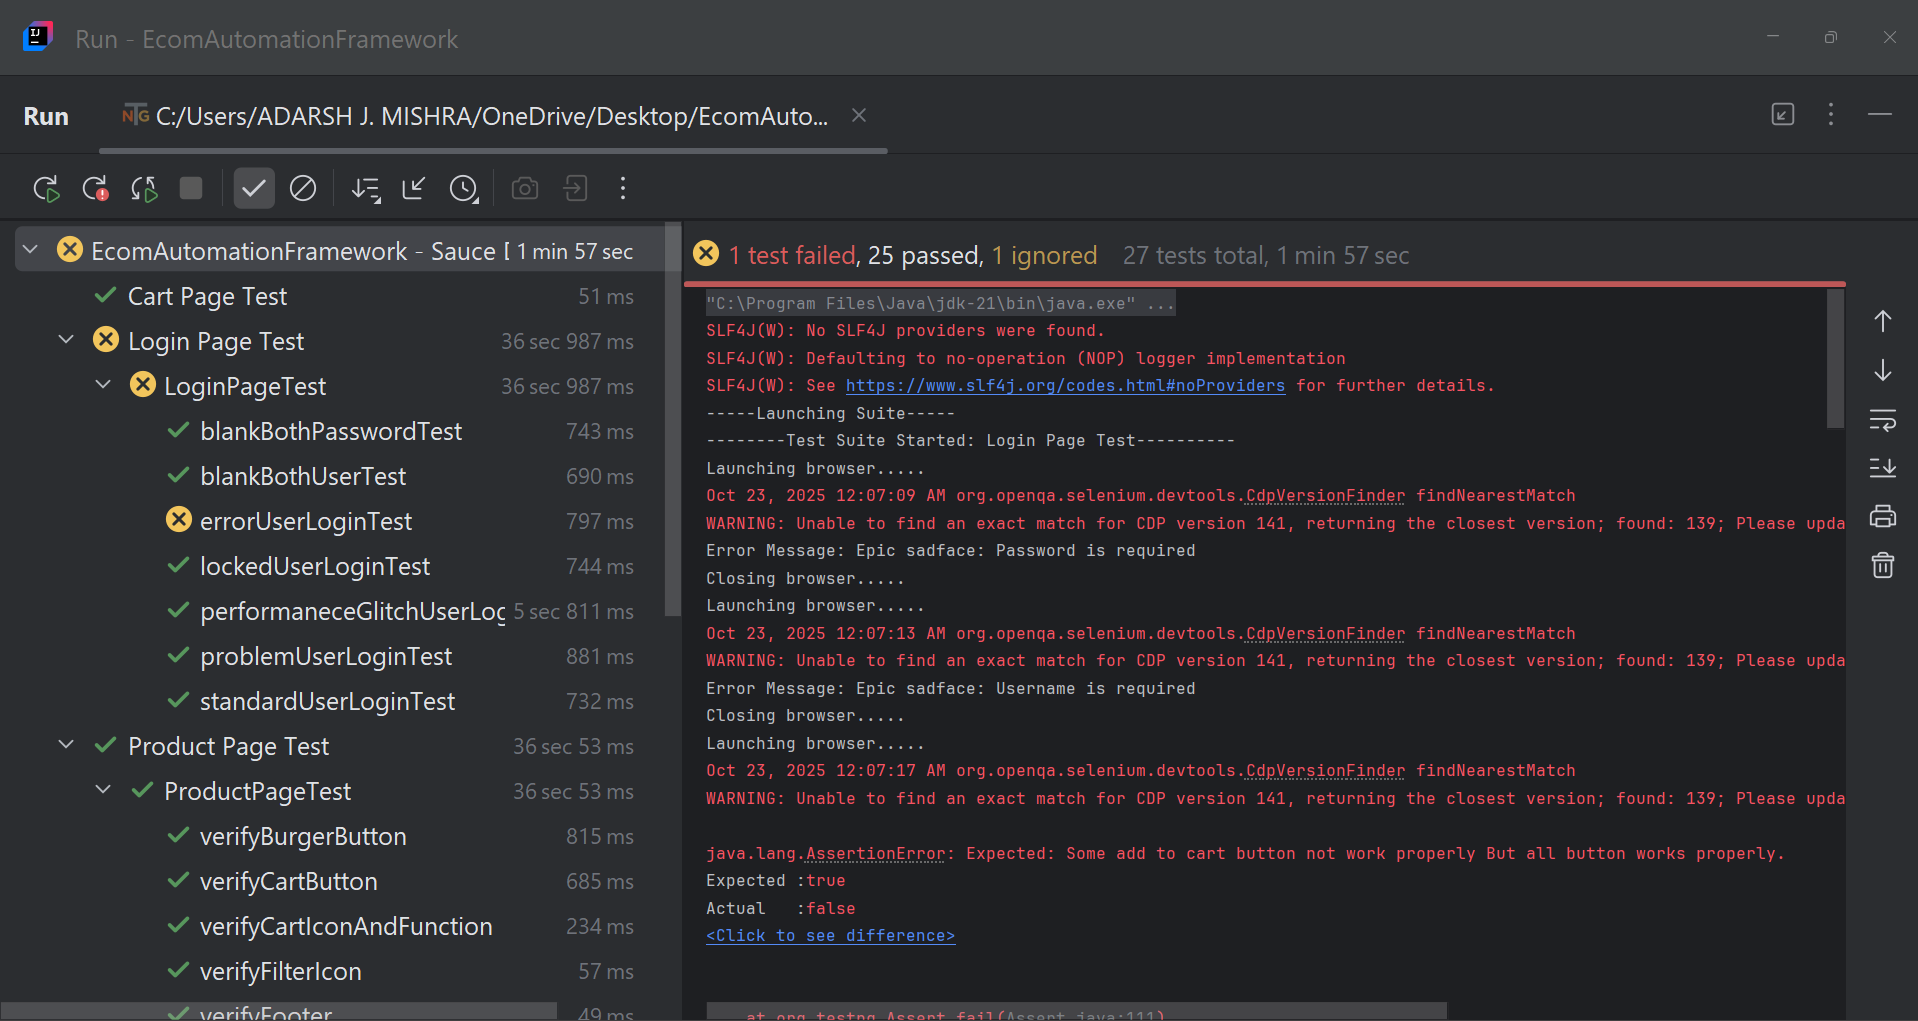 Run - EcomAutomationFramework
Run
C:/Users/ADARSH J. MISHRA/OneDrive/Desktop/EcomAuto...
EcomAutomationFramework - Sauce [ 1 min 57 sec
Cart Page Test 51 ms
Login Page Test 36 sec 987 ms
LoginPageTest 36 sec 987 ms
blankBothPasswordTest 743 ms
blankBothUserTest 690 ms
errorUserLoginTest 797 ms
lockedUserLoginTest 744 ms
performaneceGlitchUserLog 5 sec 811 ms
problemUserLoginTest 881 ms
standardUserLoginTest 732 ms
Product Page Test 36 sec 53 ms
ProductPageTest 36 sec 53 ms
verifyBurgerButton 815 ms
verifyCartButton 685 ms
verifyCartIconAndFunction 234 ms
verifyFilterIcon 57 ms
verifyFooter 49 ms
1 test failed, 25 passed, 1 ignored 27 tests total, 1 min 57 sec
"C:\Program Files\Java\jdk-21\bin\java.exe" ...
SLF4J(W): No SLF4J providers were found.
SLF4J(W): Defaulting to no-operation (NOP) logger implementation
SLF4J(W): See https://www.slf4j.org/codes.html#noProviders for further details.
-----Launching Suite-----
--------Test Suite Started: Login Page Test----------
Launching browser.....
Oct 23, 2025 12:07:09 AM org.openqa.selenium.devtools.CdpVersionFinder findNearestMatch
WARNING: Unable to find an exact match for CDP version 141, returning the closest version; found: 139; Please upda
Error Message: Epic sadface: Password is required
Closing browser.....
Launching browser.....
Oct 23, 2025 12:07:13 AM org.openqa.selenium.devtools.CdpVersionFinder findNearestMatch
WARNING: Unable to find an exact match for CDP version 141, returning the closest version; found: 139; Please upda
Error Message: Epic sadface: Username is required
Closing browser.....
Launching browser.....
Oct 23, 2025 12:07:17 AM org.openqa.selenium.devtools.CdpVersionFinder findNearestMatch
WARNING: Unable to find an exact match for CDP version 141, returning the closest version; found: 139; Please upda
java.lang.AssertionError: Expected: Some add to cart button not work properly But all button works properly.
Expected :true
Actual   :false
<Click to see difference>
at org.testng.Assert.fail(Assert.java:111)